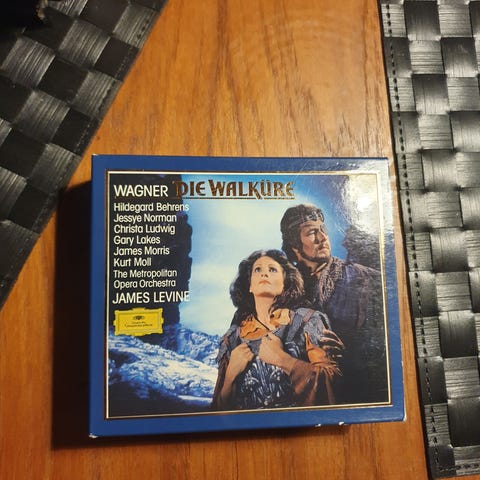 WAGNER DIE WALKÜRE
Hildegard Behrens
Jessye Norman
Christa Ludwig
Gary Lakes
James Morris
Kurt Moll
The Metropolitan
Opera Orchestra
JAMES LEVINE